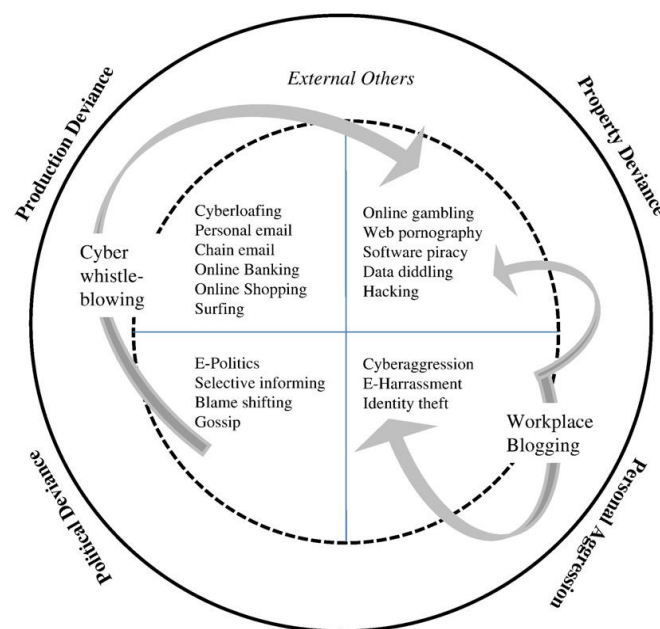 External Others
Production Deviance
Property Deviance
Cyberloafing
Personal email
Chain email
Online Banking
Online Shopping
Surfing
Online gambling
Web pornography
Software piracy
Data diddling
Hacking
Cyber
whistle-
blowing
E-Politics
Selective informing
Blame shifting
Gossip
Cyberaggression
E-Harrassment
Identity theft
Workplace
Blogging
Political Deviance
Personal Aggression